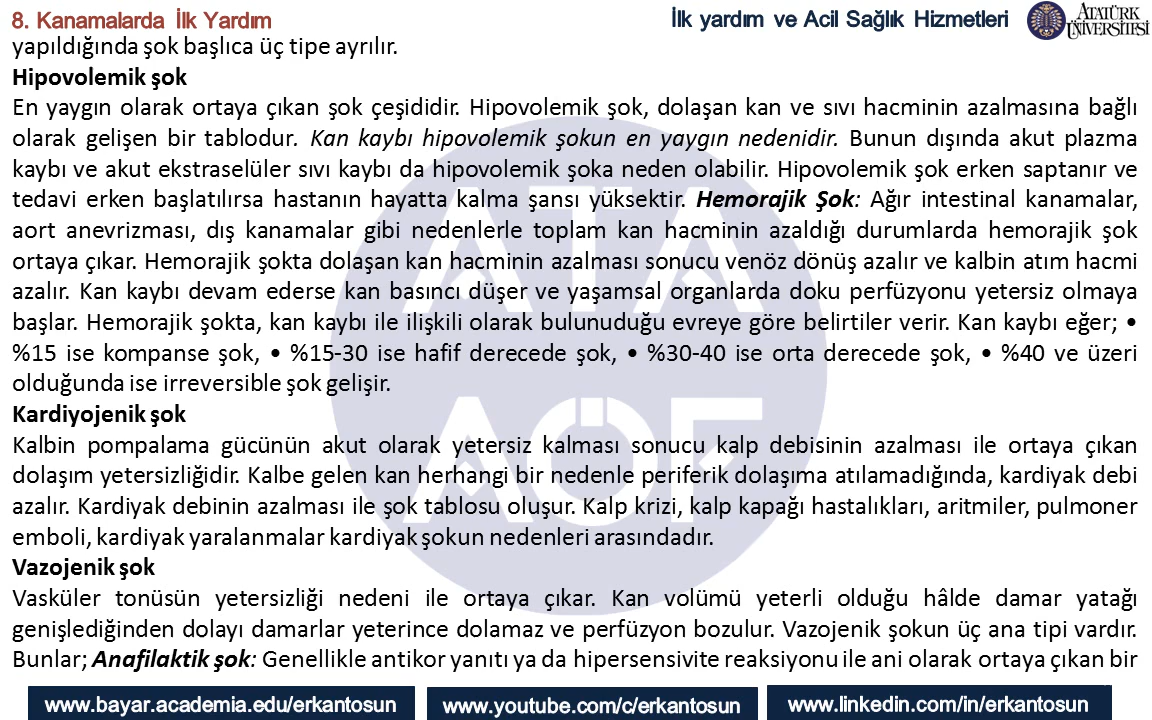 8. Kanamalarda İlk Yardım
İlk yardım ve Acil Sağlık Hizmetleri
ATATÜRK
ÜNİVERSİTESİ
yapıldığında şok başlıca üç tipe ayrılır.
Hipovolemik şok
En yaygın olarak ortaya çıkan şok çeşididir. Hipovolemik şok, dolaşan kan ve sıvı hacminin azalmasına bağlı
olarak gelişen bir tablodur. Kan kaybı hipovolemik şokun en yaygın nedenidir. Bunun dışında akut plazma
kaybı ve akut ekstraselüler sıvı kaybı da hipovolemik şoka neden olabilir. Hipovolemik şok erken saptanır ve
tedavi erken başlatılırsa hastanın hayatta kalma şansı yüksektir. Hemorajik Şok: Ağır intestinal kanamalar,
aort anevrizması, dış kanamalar gibi nedenlerle toplam kan hacminin azaldığı durumlarda hemorajik şok
ortaya çıkar. Hemorajik şokta dolaşan kan hacminin azalması sonucu venöz dönüş azalır ve kalbin atım hacmi
azalır. Kan kaybı devam ederse kan basıncı düşer ve yaşamsal organlarda doku perfüzyonu yetersiz olmaya
başlar. Hemorajik şokta, kan kaybı ile ilişkili olarak bulunuduğu evreye göre belirtiler verir. Kan kaybı eğer; •
%15 ise kompanse şok, • %15-30 ise hafif derecede şok, • %30-40 ise orta derecede şok, • %40 ve üzeri
olduğunda ise irreversible şok gelişir.
Kardiyojenik şok
Kalbin pompalama gücünün akut olarak yetersiz kalması sonucu kalp debisinin azalması ile ortaya çıkan
dolaşım yetersizliğidir. Kalbe gelen kan herhangi bir nedenle periferik dolaşıma atılamadığında, kardiyak debi
azalır. Kardiyak debinin azalması ile şok tablosu oluşur. Kalp krizi, kalp kapağı hastalıkları, aritmiler, pulmoner
emboli, kardiyak yaralanmalar kardiyak şokun nedenleri arasındadır.
Vazojenik şok
Vasküler tonüsün yetersizliği nedeni ile ortaya çıkar. Kan volümü yeterli olduğu hâlde damar yatağı
genişlediğinden dolayı damarlar yeterince dolamaz ve perfüzyon bozulur. Vazojenik şokun üç ana tipi vardır.
Bunlar; Anafilaktik şok: Genellikle antikor yanıtı ya da hipersensivite reaksiyonu ile ani olarak ortaya çıkan bir
ATA
AÖF
www.bayar.academia.edu/erkantosun
www.youtube.com/c/erkantosun
www.linkedin.com/in/erkantosun